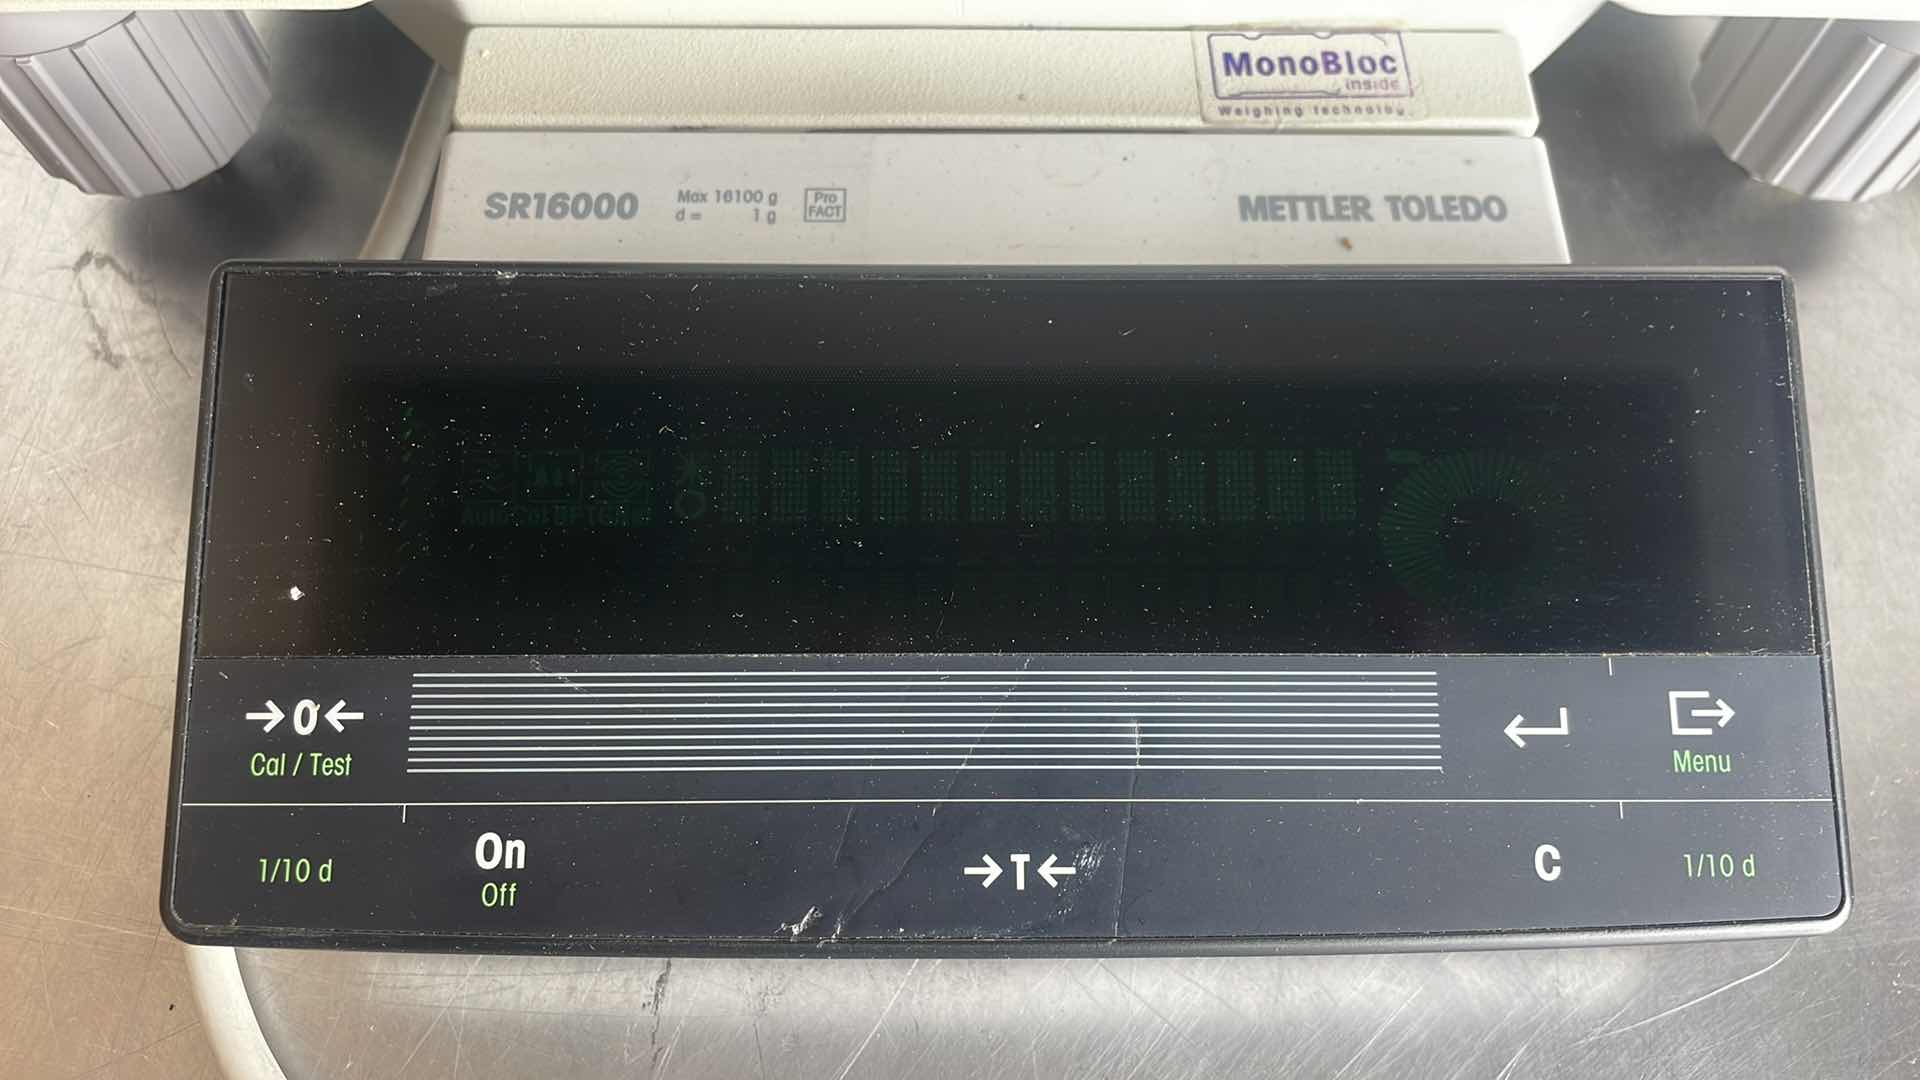 MonoBloc
inside
Weighing Technology
SR16000
Max 16100 g
d = 1 g
Pro
FACT
METTLER TOLEDO
→0←
Cal / Test
Menu
1/10 d
On
Off
→T←
C
1/10 d